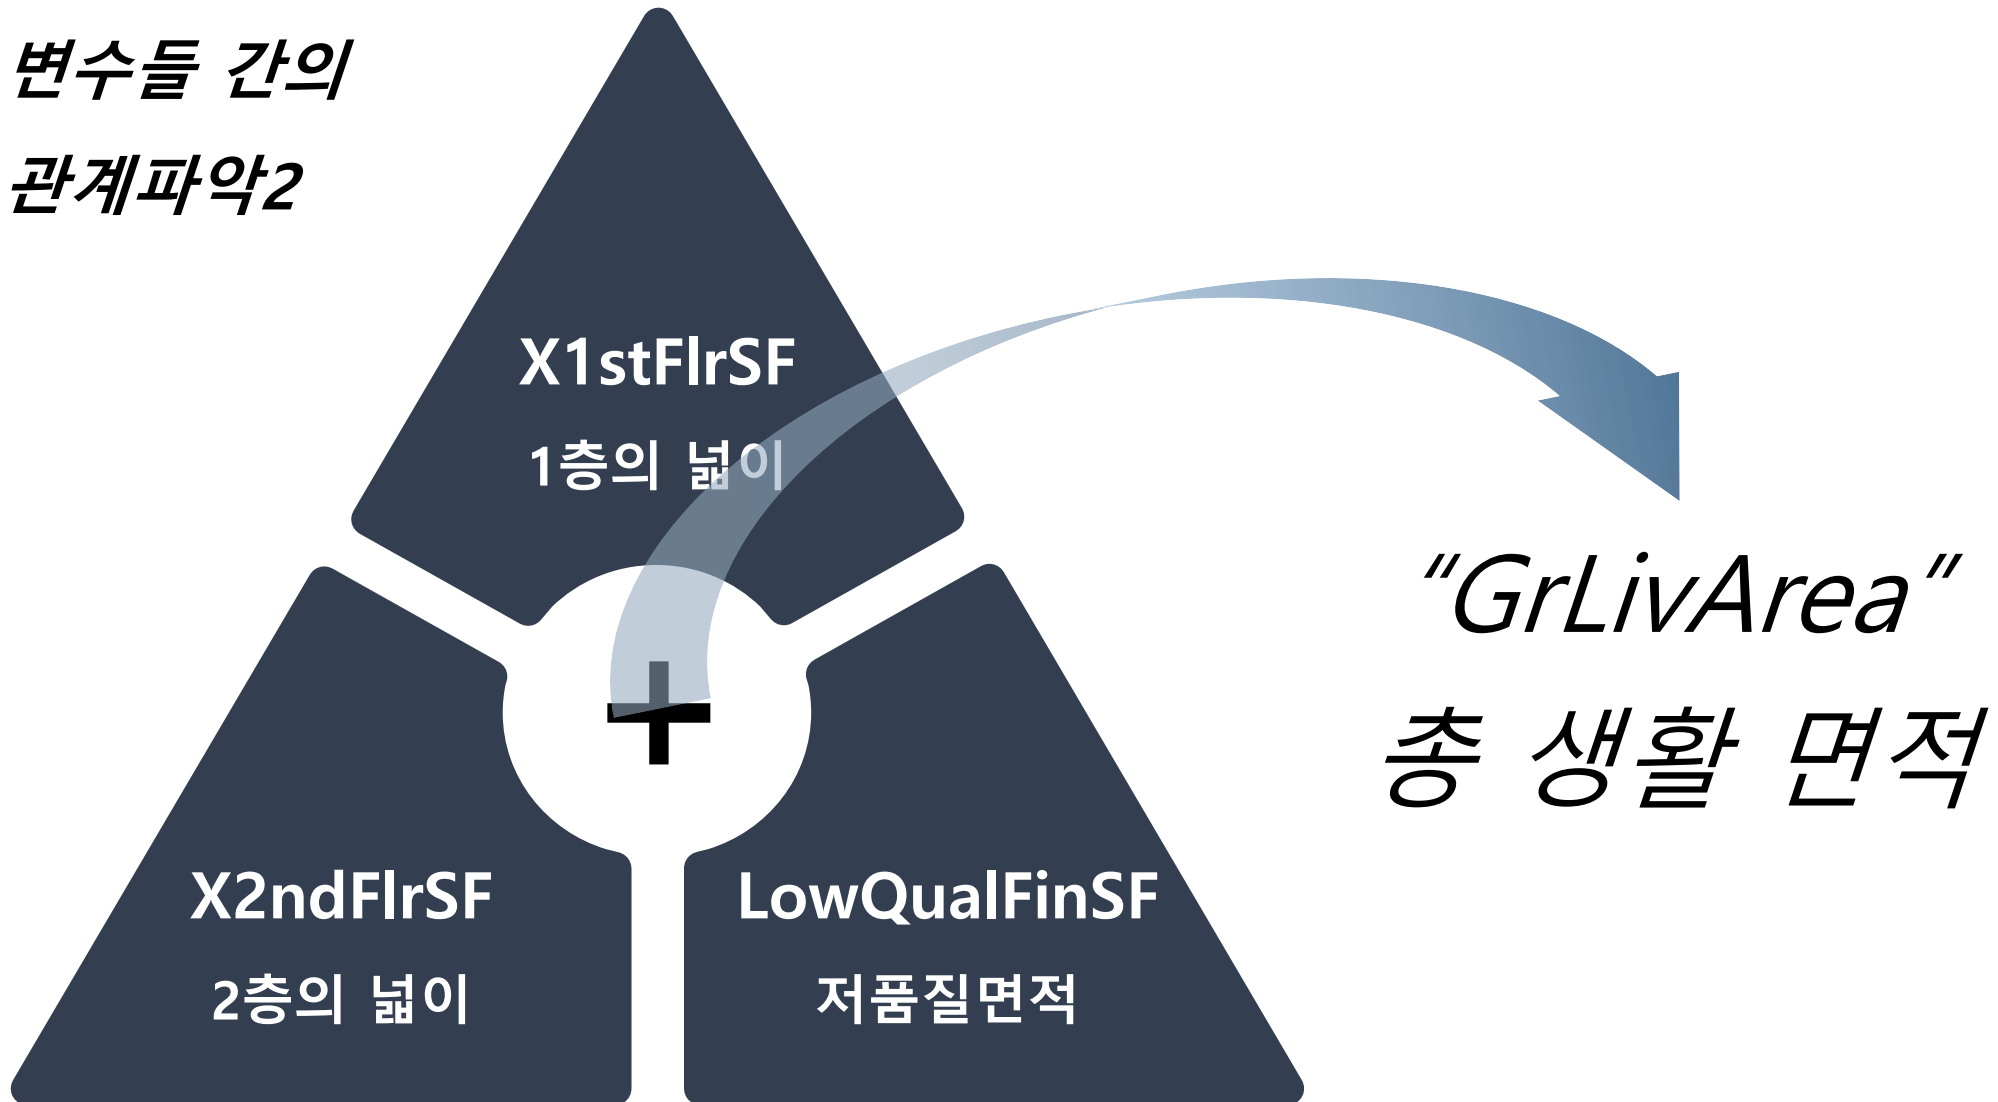 변수들 간의
관계파악2
X1stFlrSF
1층의 넓이
+
X2ndFlrSF
2층의 넓이
LowQualFinSF
저품질면적
“GrLivArea”
총 생활 면적